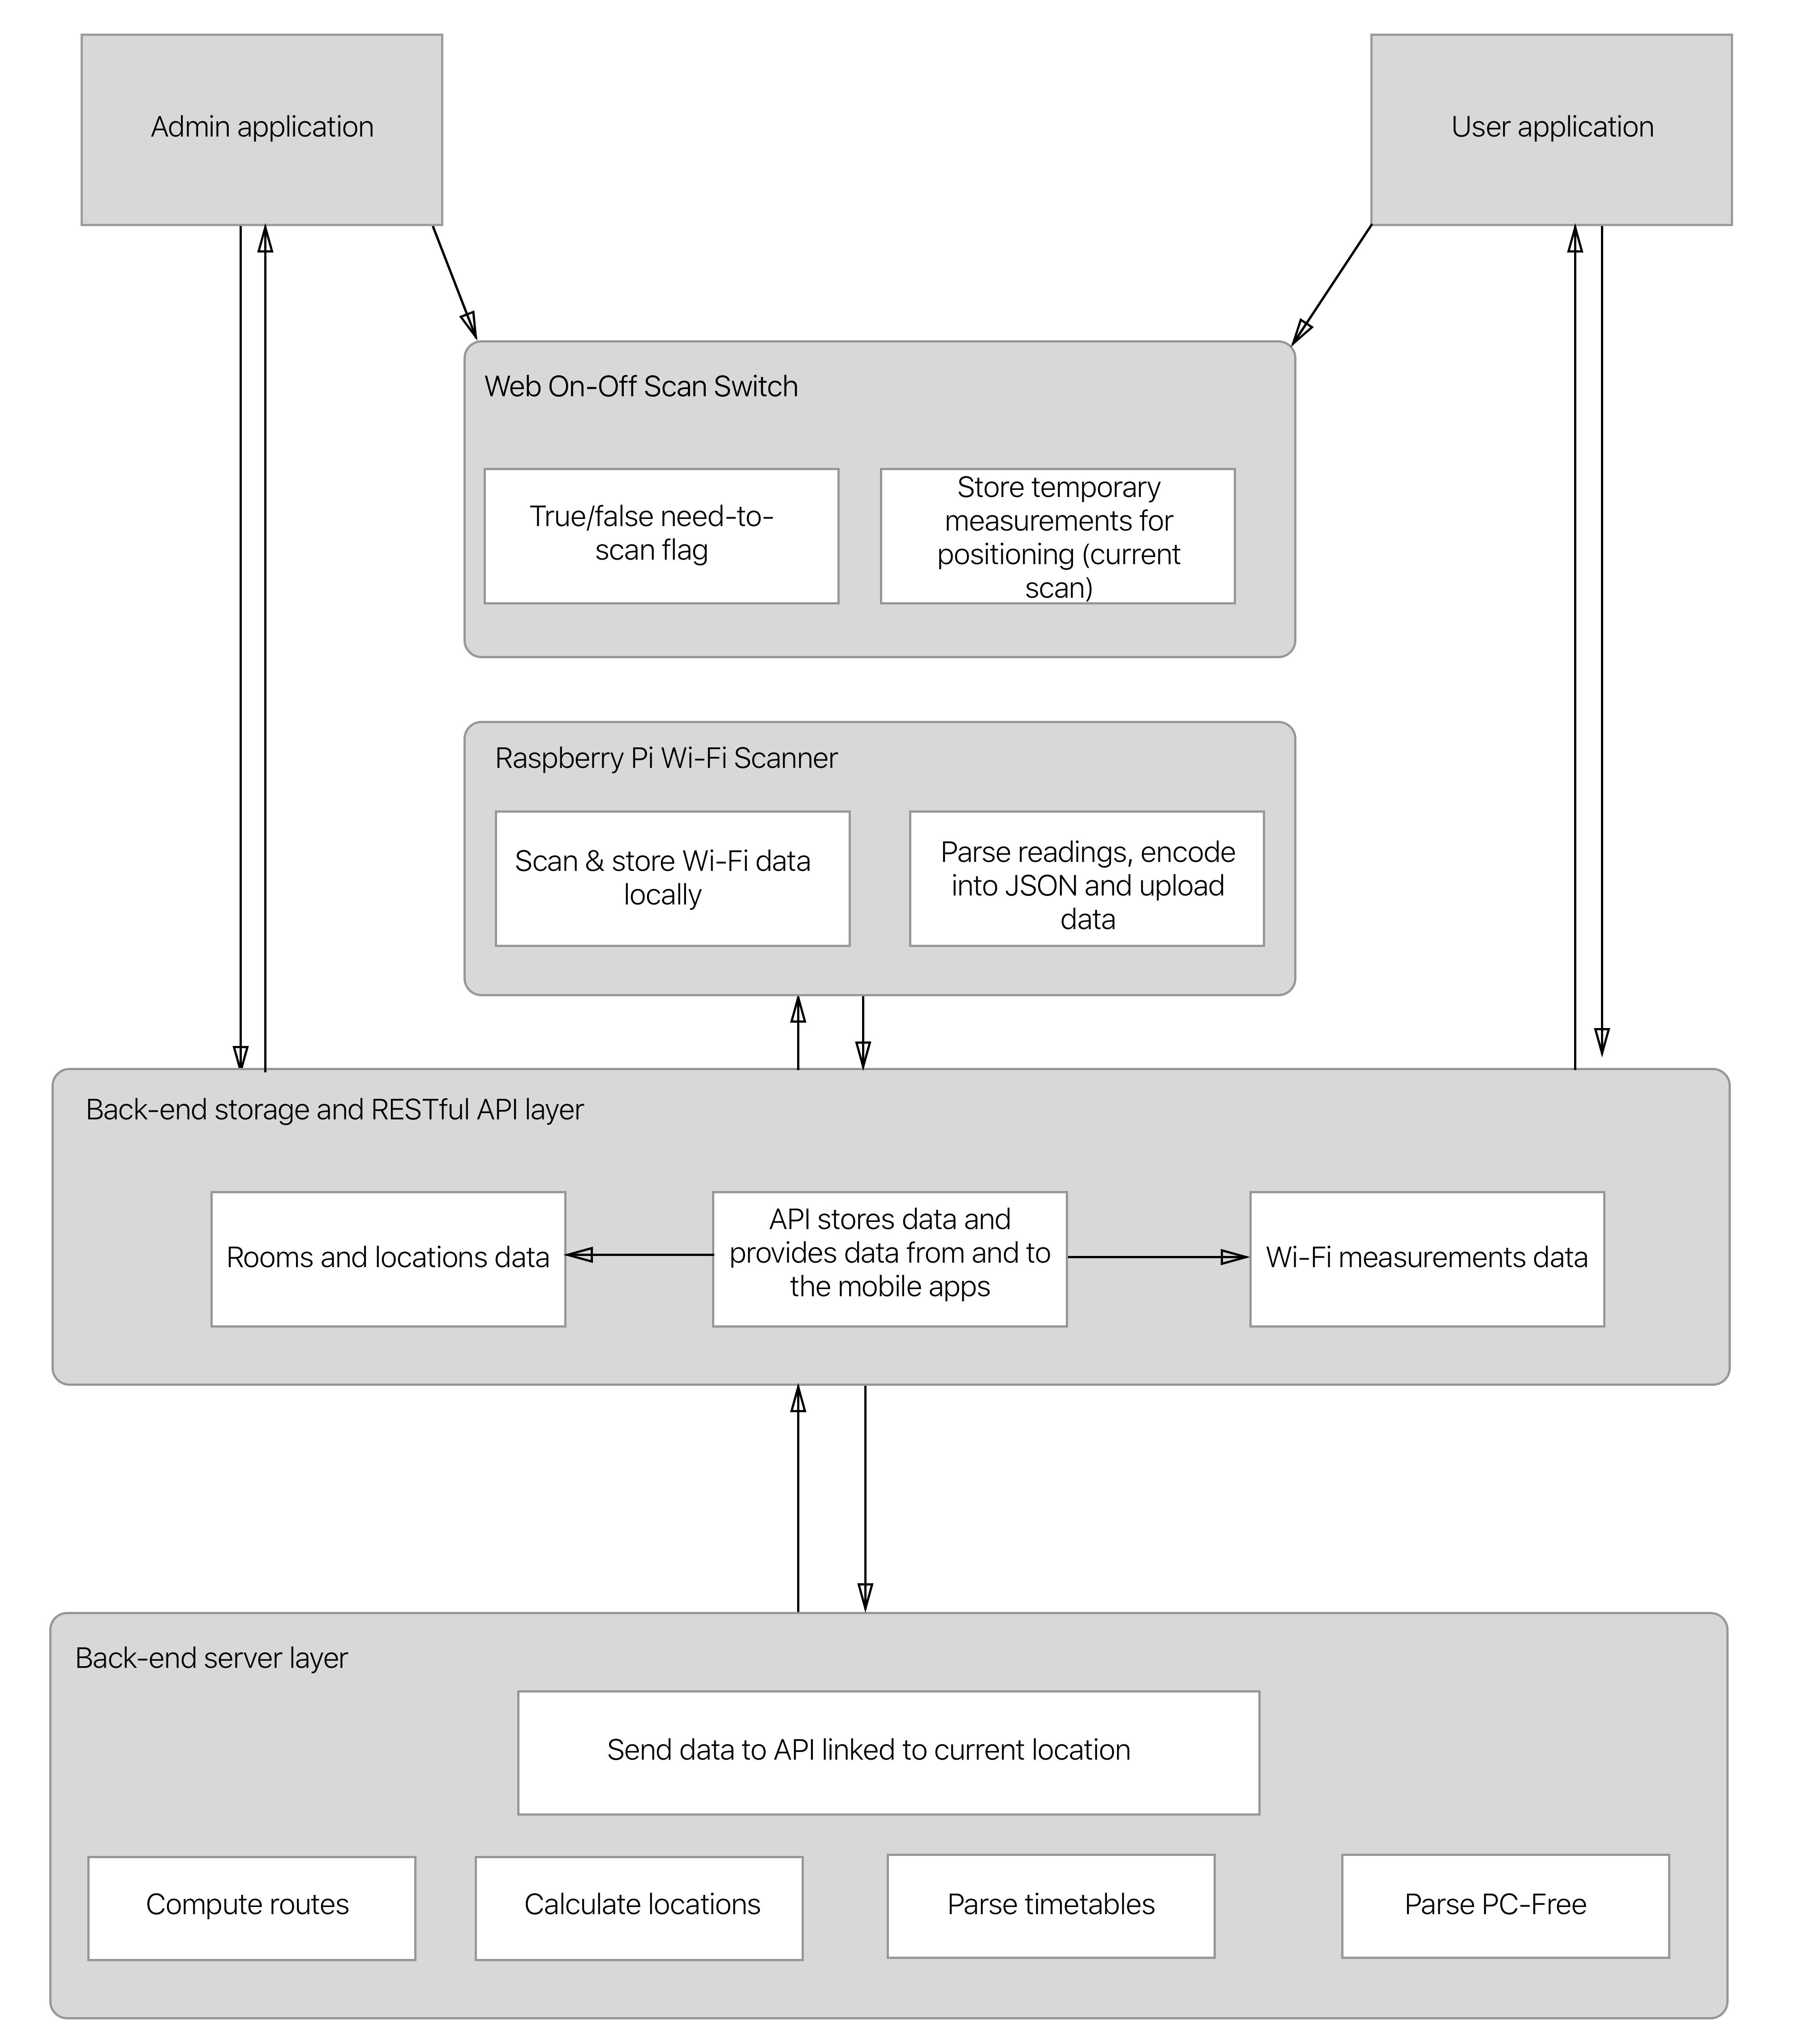 Admin application
User application
Web On-Off Scan Switch
True/false need-to-
scan flag
Store temporary
measurements for
positioning (current
scan)
Raspberry Pi Wi-Fi Scanner
Scan & store Wi-Fi data
locally
Parse readings, encode
into JSON and upload
data
Back-end storage and RESTful API layer
Rooms and locations data
API stores data and
provides data from and to
the mobile apps
Wi-Fi measurements data
Back-end server layer
Send data to API linked to current location
Compute routes
Calculate locations
Parse timetables
Parse PC-Free